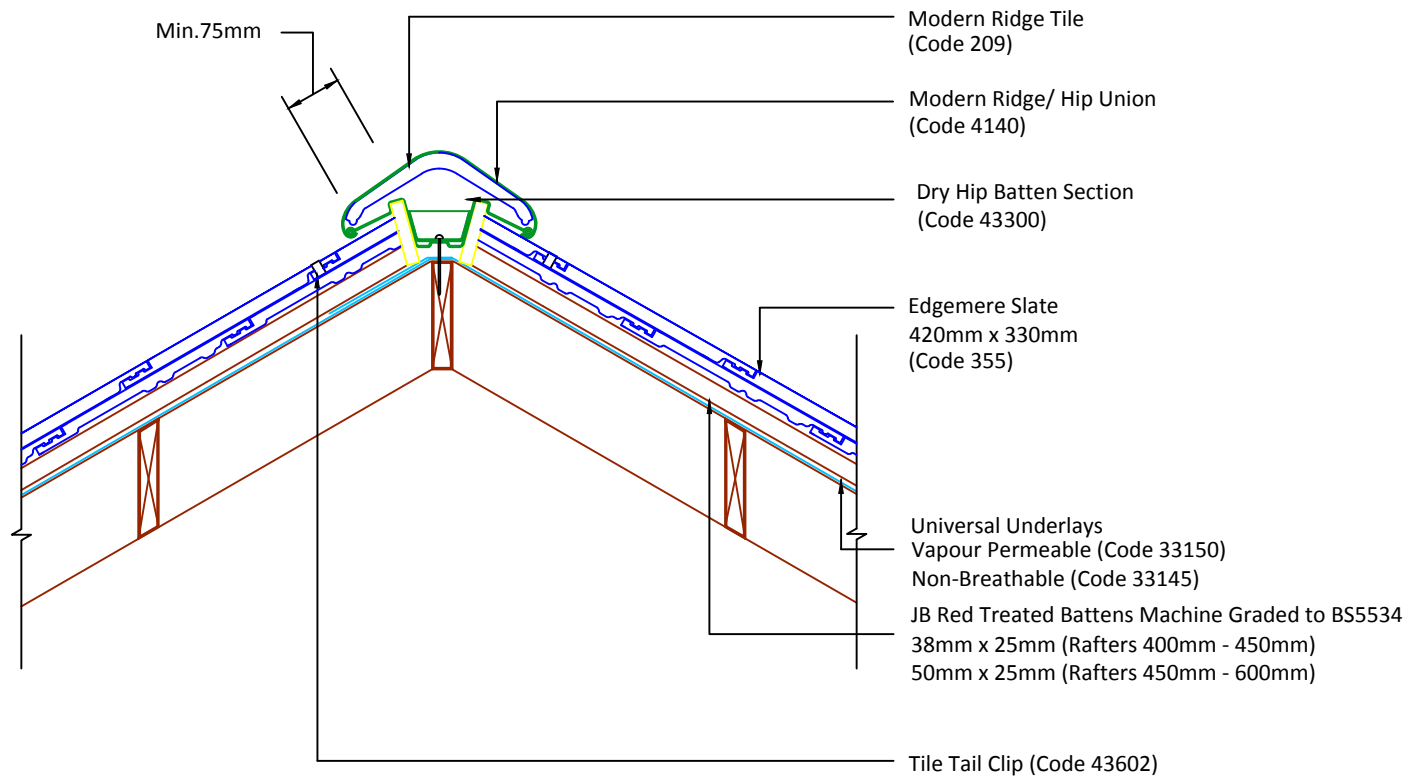 Min.75mm
Modern Ridge Tile
(Code 209)
Modern Ridge/ Hip Union
(Code 4140)
Dry Hip Batten Section
(Code 43300)
Edgemere Slate
420mm x 330mm
(Code 355)
Universal Underlays
Vapour Permeable (Code 33150)
Non-Breathable (Code 33145)
JB Red Treated Battens Machine Graded to BS5534
38mm x 25mm (Rafters 400mm - 450mm)
50mm x 25mm (Rafters 450mm - 600mm)
Tile Tail Clip (Code 43602)